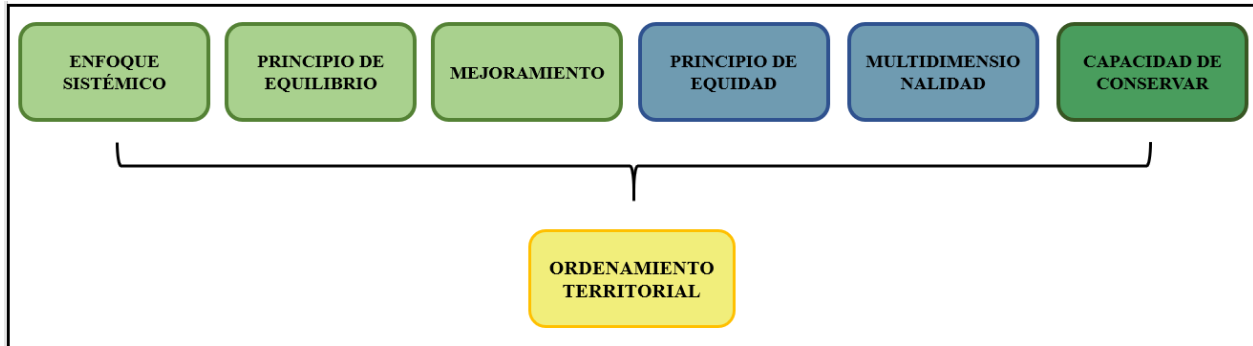 ENFOQUE
SISTÉMICO
PRINCIPIO DE
EQUILIBRIO
MEJORAMIENTO
PRINCIPIO DE
EQUIDAD
MULTIDIMENSIO
NALIDAD
CAPACIDAD DE
CONSERVAR
ORDENAMIENTO
TERRITORIAL